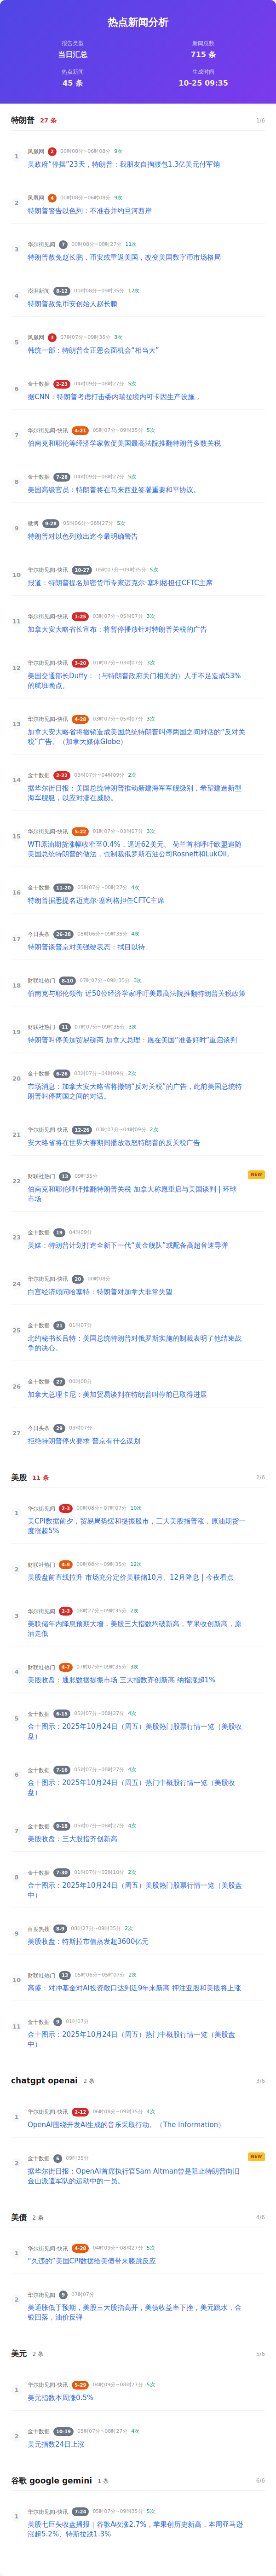 热点新闻分析
报告类型
当日汇总
新闻总数
715 条
热点新闻
45 条
生成时间
10-25 09:35
特朗普 27 条 1/6
1
凤凰网 2 00时08分~06时08分 9次
美政府“停摆”23天，特朗普：我朋友自掏腰包1.3亿美元付军饷
2
凤凰网 4 00时08分~06时08分 9次
特朗普警告以色列：不准吞并约旦河西岸
3
华尔街见闻 7 00时08分~08时27分 11次
特朗普赦免赵长鹏，币安或重返美国，改变美国数字币市场格局
4
澎湃新闻 8-12 00时08分~09时35分 12次
特朗普赦免币安创始人赵长鹏
5
凤凰网 3 07时07分~09时35分 3次
韩统一部：特朗普金正恩会面机会“相当大”
6
金十数据 2-23 04时09分~08时27分 5次
据CNN：特朗普考虑打击委内瑞拉境内可卡因生产设施 。
7
华尔街见闻-快讯 4-21 05时07分~09时35分 5次
伯南克和耶伦等经济学家敦促美国最高法院推翻特朗普多数关税
8
金十数据 7-28 04时09分~08时27分 5次
美国高级官员：特朗普将在马来西亚签署重要和平协议。
9
微博 9-28 05时06分~08时27分 5次
特朗普对以色列放出迄今最明确警告
10
华尔街见闻-快讯 10-27 05时07分~09时35分 5次
报道：特朗普提名加密货币专家迈克尔·塞利格担任CFTC主席
11
华尔街见闻-快讯 1-25 03时07分~05时07分 3次
加拿大安大略省长宣布：将暂停播放针对特朗普关税的广告
12
华尔街见闻-快讯 3-20 01时07分~03时07分 3次
美国交通部长Duffy：（与特朗普政府关门相关的）人手不足造成53%
的航班晚点。
13
华尔街见闻-快讯 4-28 03时07分~05时07分 3次
加拿大安大略省将撤销造成美国总统特朗普叫停两国之间对话的“反对关
税”广告。（加拿大媒体Globe）
14
金十数据 2-22 03时07分~04时09分 2次
据华尔街日报：美国总统特朗普推动新建海军军舰级别，希望建造新型
海军舰艇，以应对潜在威胁。
15
华尔街见闻-快讯 5-22 01时07分~03时07分 3次
WTI原油期货涨幅收窄至0.4%，逼近62美元。 荷兰首相呼吁欧盟追随
美国总统特朗普的做法，也制裁俄罗斯石油公司Rosneft和LukOil。
16
金十数据 11-20 05时07分~08时27分 4次
特朗普据悉提名迈克尔·塞利格担任CFTC主席
17
今日头条 26-28 05时06分~09时35分 4次
特朗普谈普京对美强硬表态：拭目以待
18
财联社热门 8-10 07时07分~09时35分 3次
伯南克与耶伦领衔 近50位经济学家呼吁美最高法院推翻特朗普关税政策
19
财联社热门 11 07时07分~09时35分 3次
特朗普叫停美加贸易磋商 加拿大总理：愿在美国“准备好时”重启谈判
20
金十数据 6-26 03时07分~04时09分 2次
市场消息：加拿大安大略省将撤销“反对关税”的广告，此前美国总统特
朗普叫停两国之间的对话。
21
华尔街见闻-快讯 12-26 03时07分~04时09分 2次
安大略省将在世界大赛期间播放激怒特朗普的反关税广告
22
财联社热门 13 09时35分
NEW
伯南克和耶伦呼吁推翻特朗普关税 加拿大称愿重启与美国谈判｜环球
市场
23
金十数据 19 04时09分
美媒：特朗普计划打造全新下一代“黄金舰队”或配备高超音速导弹
24
华尔街见闻-快讯 20 00时08分
白宫经济顾问哈塞特：特朗普对加拿大非常失望
25
金十数据 21 01时07分
北约秘书长吕特：美国总统特朗普对俄罗斯实施的制裁表明了他结束战
争的决心。
26
金十数据 27 00时08分
加拿大总理卡尼：美加贸易谈判在特朗普叫停前已取得进展
27
今日头条 29 03时07分
拒绝特朗普停火要求 普京有什么谋划
美股 11 条 2/6
1
华尔街见闻 2-3 00时08分~07时07分 10次
美CPI数据前夕，贸易局势缓和提振股市，三大美股指普涨，原油期货一
度涨超5%
2
财联社热门 4-9 00时08分~09时35分 12次
美股盘前直线拉升 市场充分定价美联储10月、12月降息丨今夜看点
3
华尔街见闻 2-3 08时27分~09时35分 2次
美联储年内降息预期大增，美股三大指数均破新高，苹果收创新高，原
油走低
4
财联社热门 4-7 07时07分~09时35分 3次
美股收盘：通胀数据提振市场 三大指数齐创新高 纳指涨超1%
5
金十数据 6-15 05时07分~08时27分 4次
金十图示：2025年10月24日（周五）美股热门股票行情一览（美股收
盘）
6
金十数据 7-16 05时07分~08时27分 4次
金十图示：2025年10月24日（周五）热门中概股行情一览（美股收
盘）
7
金十数据 9-18 05时07分~08时27分 4次
美股收盘：三大股指齐创新高
8
金十数据 7-30 01时07分~02时10分 2次
金十图示：2025年10月24日（周五）美股热门股票行情一览（美股盘
中）
9
百度热搜 8-9 08时27分~09时35分 2次
美股收盘：特斯拉市值蒸发超3600亿元
10
财联社热门 13 05时06分~05时07分 2次
高盛：对冲基金对AI投资敞口达到近9年来新高 押注亚股和美股将上涨
11
金十数据 9 01时07分
金十图示：2025年10月24日（周五）热门中概股行情一览（美股盘
中）
chatgpt openai 2 条 3/6
1
华尔街见闻-快讯 2-12 06时08分~09时35分 4次
OpenAI围绕开发AI生成的音乐采取行动。（The Information）
2
金十数据 6 09时35分
NEW
据华尔街日报：OpenAI首席执行官Sam Altman曾是阻止特朗普向旧
金山派遣军队的运动中的一员。
美债 2 条 4/6
1
华尔街见闻-快讯 4-28 04时09分~08时27分 5次
“久违的”美国CPI数据给美债带来膝跳反应
2
华尔街见闻 9 07时07分
美通胀低于预期，美股三大股指高开，美债收益率下挫，美元跳水，金
银回落，油价反弹
美元 2 条 5/6
1
华尔街见闻-快讯 5-29 04时09分~08时27分 5次
美元指数本周涨0.5%
2
金十数据 10-19 05时07分~08时27分 4次
美元指数24日上涨
谷歌 google gemini 1 条 6/6
1
华尔街见闻-快讯 7-24 05时07分~09时35分 5次
美股七巨头收盘播报｜谷歌A收涨2.7%，苹果创历史新高，本周亚马逊
涨超5.2%、特斯拉跌1.3%